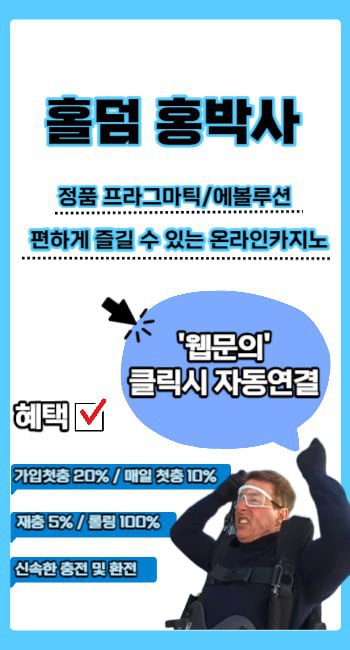 홀덤 홍박사
정품 프라그마틱/에볼루션
편하게 즐길 수 있는 온라인카지노
'웹문의'
클릭시 자동연결
혜택
가입첫충 20% / 매일 첫충 10%
재충 5% / 롤링 100%
신속한 충전 및 환전